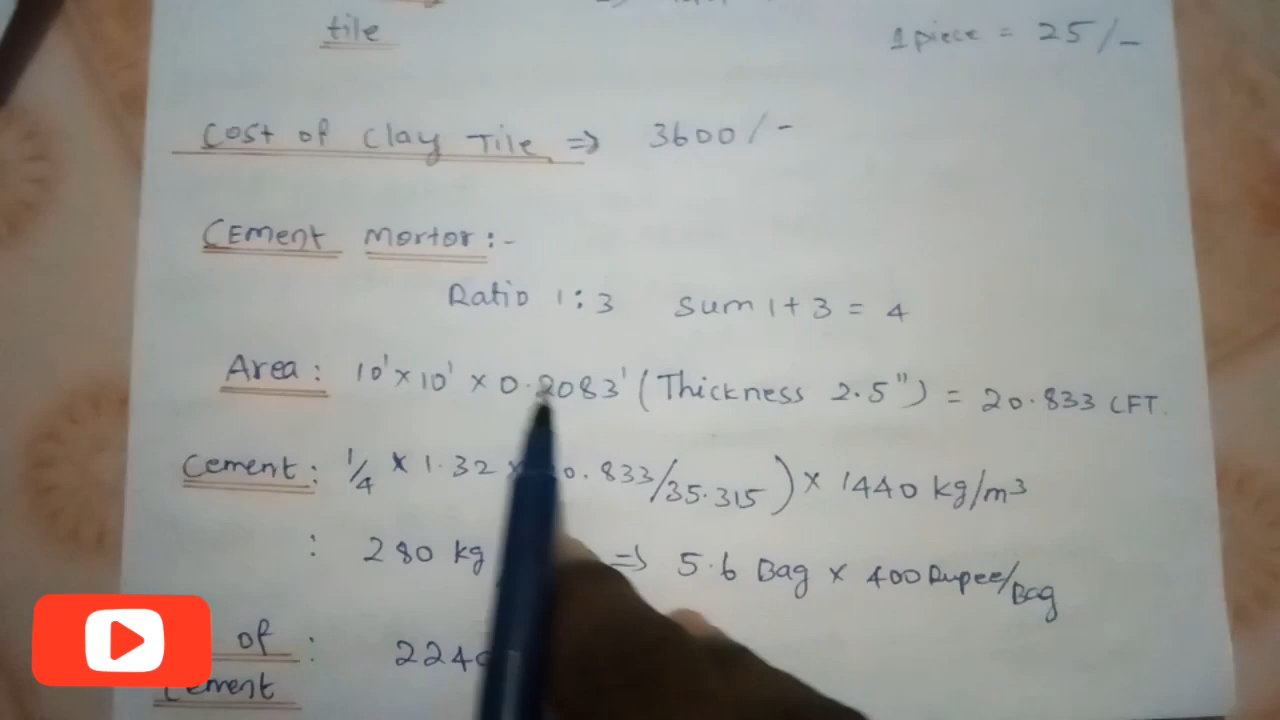 tile
1 piece = 25/-
Cost of Clay Tile ⇒ 3600/-
Cement Mortor:-
Ratio 1:3 Sum 1+3 = 4
Area: 10'×10'×0.2083' (Thickness 2.5") = 20.833 CFT.
Cement: 1/4 × 1.32 × 0.833/35.315) × 1440 kg/m³
: 280 kg ⇒ 5.6 Bag × 400 Rupee/Bag
of : 224
Cement